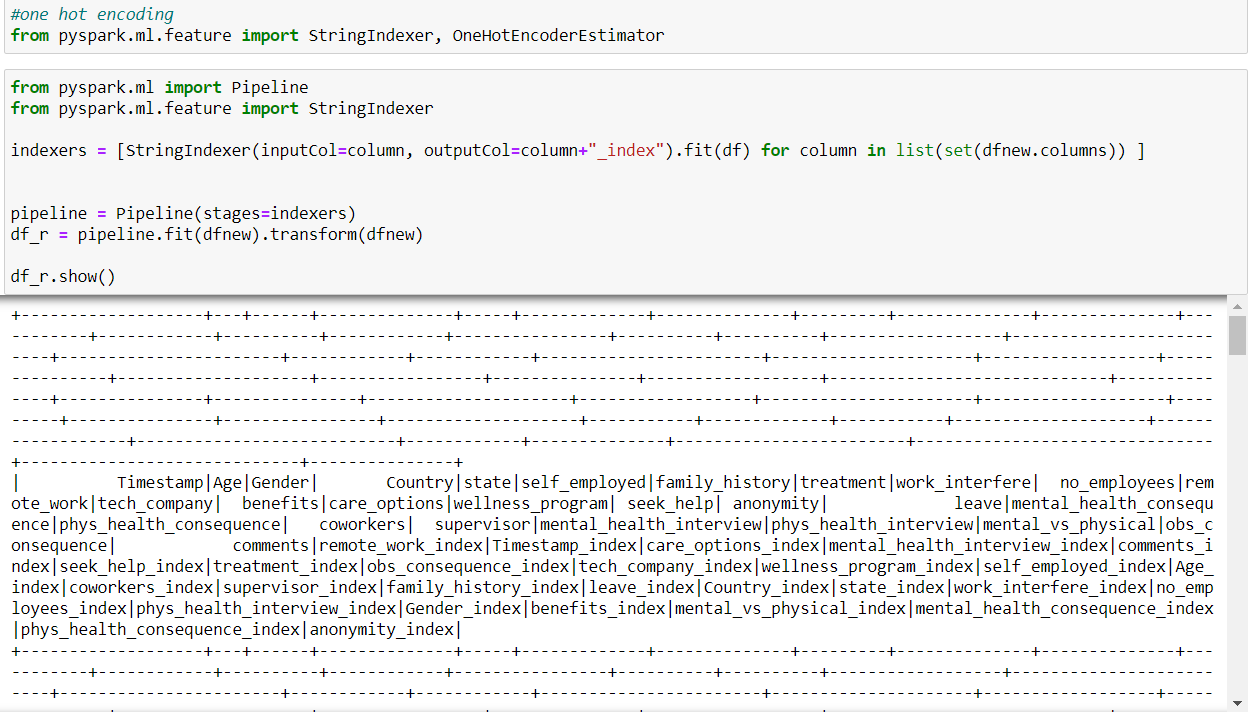 #one hot encoding
from pyspark.ml.feature import StringIndexer, OneHotEncoderEstimator
from pyspark.ml import Pipeline
from pyspark.ml.feature import StringIndexer
indexers = [StringIndexer(inputCol=column, outputCol=column+"_index").fit(df) for column in list(set(dfnew.columns)) ]
pipeline = Pipeline(stages=indexers)
df_r = pipeline.fit(dfnew).transform(dfnew)
df_r.show()
+-------------------+---+------+--------------+-----+-------------+--------------+---------+--------------+--------------+---
--------+------------+----------+------------+----------------+----------+----------+------------------+---------------------
----+-----------------------+------------+------------+-----------------------+---------------------+------------------+-----
----------+--------------------+-----------------+---------------+------------------+-----------------------------+----------
----+---------------+---------------+---------------------+------------------+----------------------+-------------------+----
-----+---------------+----------------+--------------------+-----------+-------------+-----------+--------------------+------
------------+---------------------------+------------+--------------+------------------------+-------------------------------
+-----------------------------+---------------+
|          Timestamp|Age|Gender|       Country|state|self_employed|family_history|treatment|work_interfere|  no_employees|rem
ote_work|tech_company|  benefits|care_options|wellness_program| seek_help| anonymity|             leave|mental_health_consequ
ence|phys_health_consequence|   coworkers|  supervisor|mental_health_interview|phys_health_interview|mental_vs_physical|obs_c
onsequence|            comments|remote_work_index|Timestamp_index|care_options_index|mental_health_interview_index|comments_i
ndex|seek_help_index|treatment_index|obs_consequence_index|tech_company_index|wellness_program_index|self_employed_index|Age_
index|coworkers_index|supervisor_index|family_history_index|leave_index|Country_index|state_index|work_interfere_index|no_emp
loyees_index|phys_health_interview_index|Gender_index|benefits_index|mental_vs_physical_index|mental_health_consequence_index
|phys_health_consequence_index|anonymity_index|
+-------------------+---+------+--------------+-----+-------------+--------------+---------+--------------+--------------+---
--------+------------+----------+------------+----------------+----------+----------+------------------+---------------------
----+-----------------------+------------+------------+-----------------------+---------------------+------------------+-----